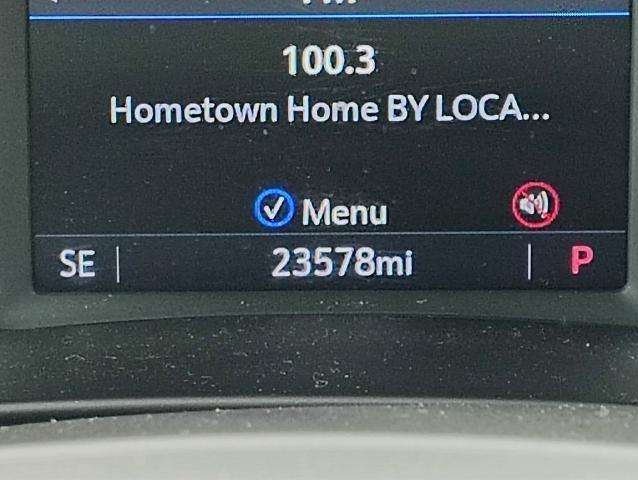 100.3
Hometown Home BY LOCA...
Menu
SE 23578mi P